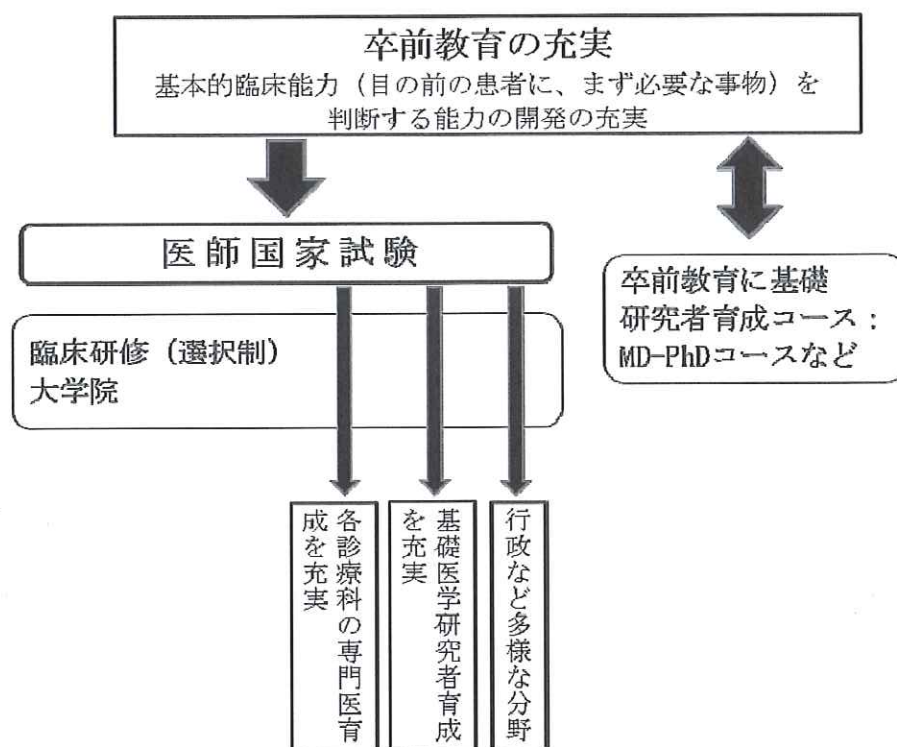 卒前教育の充実
基本的臨床能力（目の前の患者に、まず必要な事物）を
判断する能力の開発の充実
医師国家試験
卒前教育に基礎
研究者育成コース：
MD-PhDコースなど
臨床研修（選択制）
大学院
各診療科の専門医育
成を充実
基礎医学研究者育成
を充実
行政など多様な分野